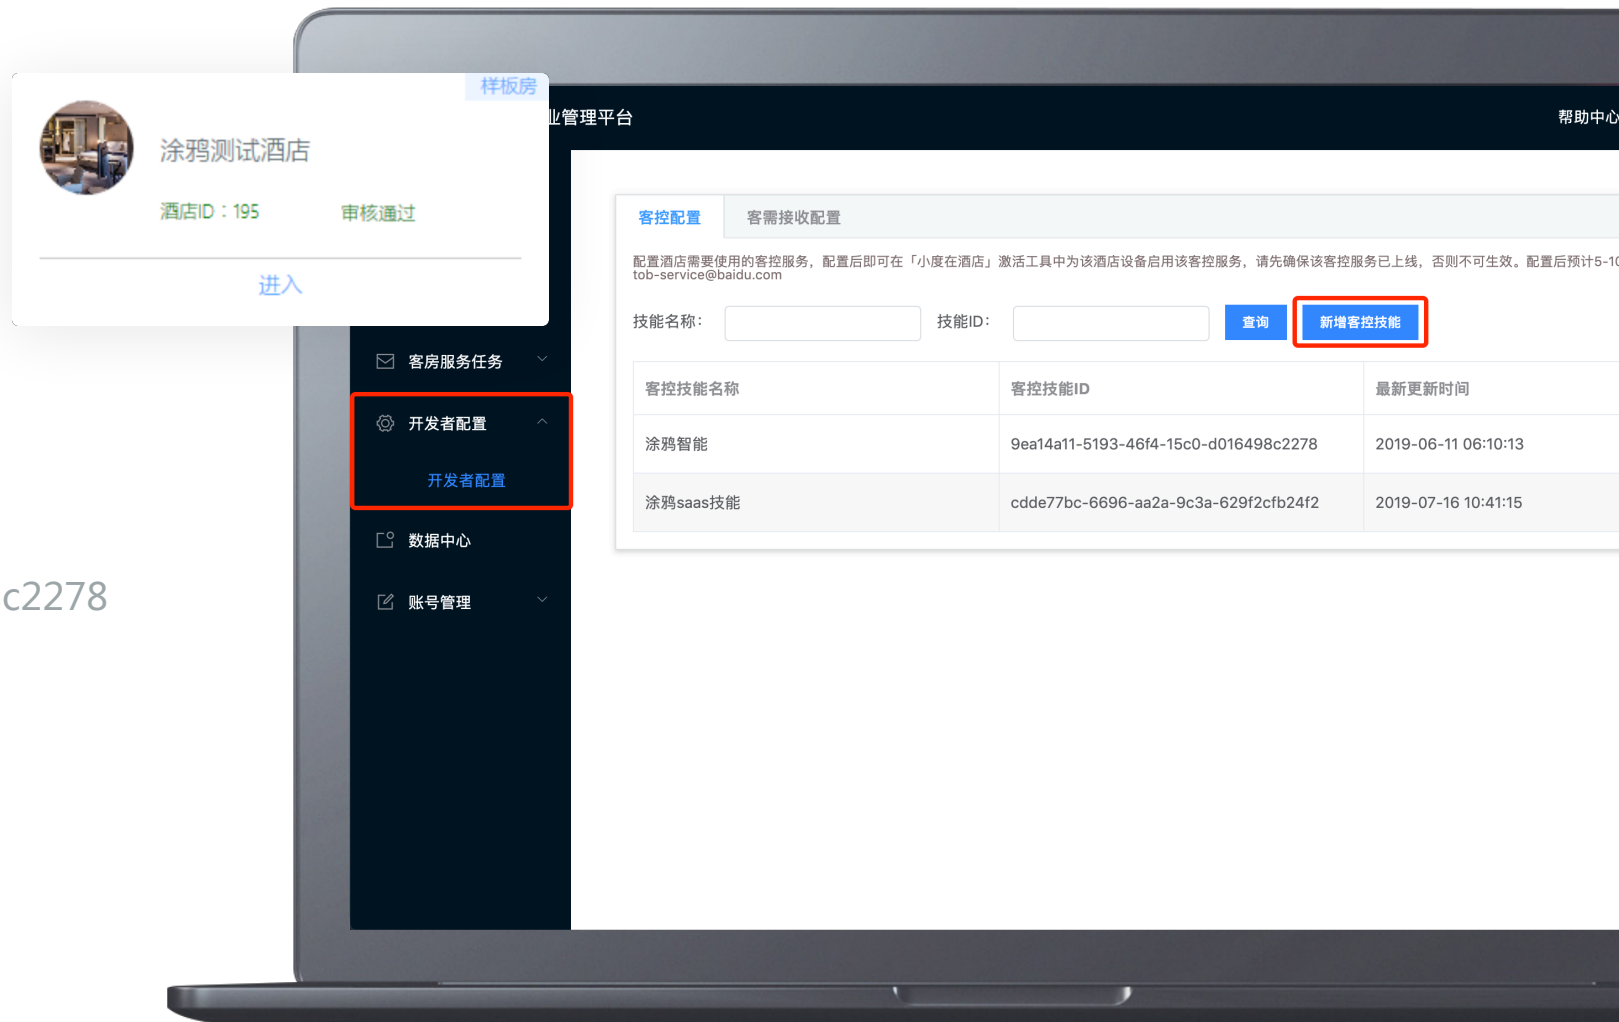 样板房
涂鸦测试酒店
酒店ID：195
审核通过
进入
业管理平台
帮助中心
客控配置
客需接收配置
配置酒店需要使用的客控服务，配置后即可在「小度在酒店」激活工具中为该酒店设备启用该客控服务，请先确保该客控服务已上线，否则不可生效。配置后预计5-10
tob-service@baidu.com
技能名称：
技能ID：
查询
新增客控技能
客房服务任务
开发者配置
开发者配置
数据中心
账号管理
客控技能名称
客控技能ID
最新更新时间
涂鸦智能
9ea14a11-5193-46f4-15c0-d016498c2278
2019-06-11 06:10:13
涂鸦saas技能
cdde77bc-6696-aa2a-9c3a-629f2cfb24f2
2019-07-16 10:41:15
c2278